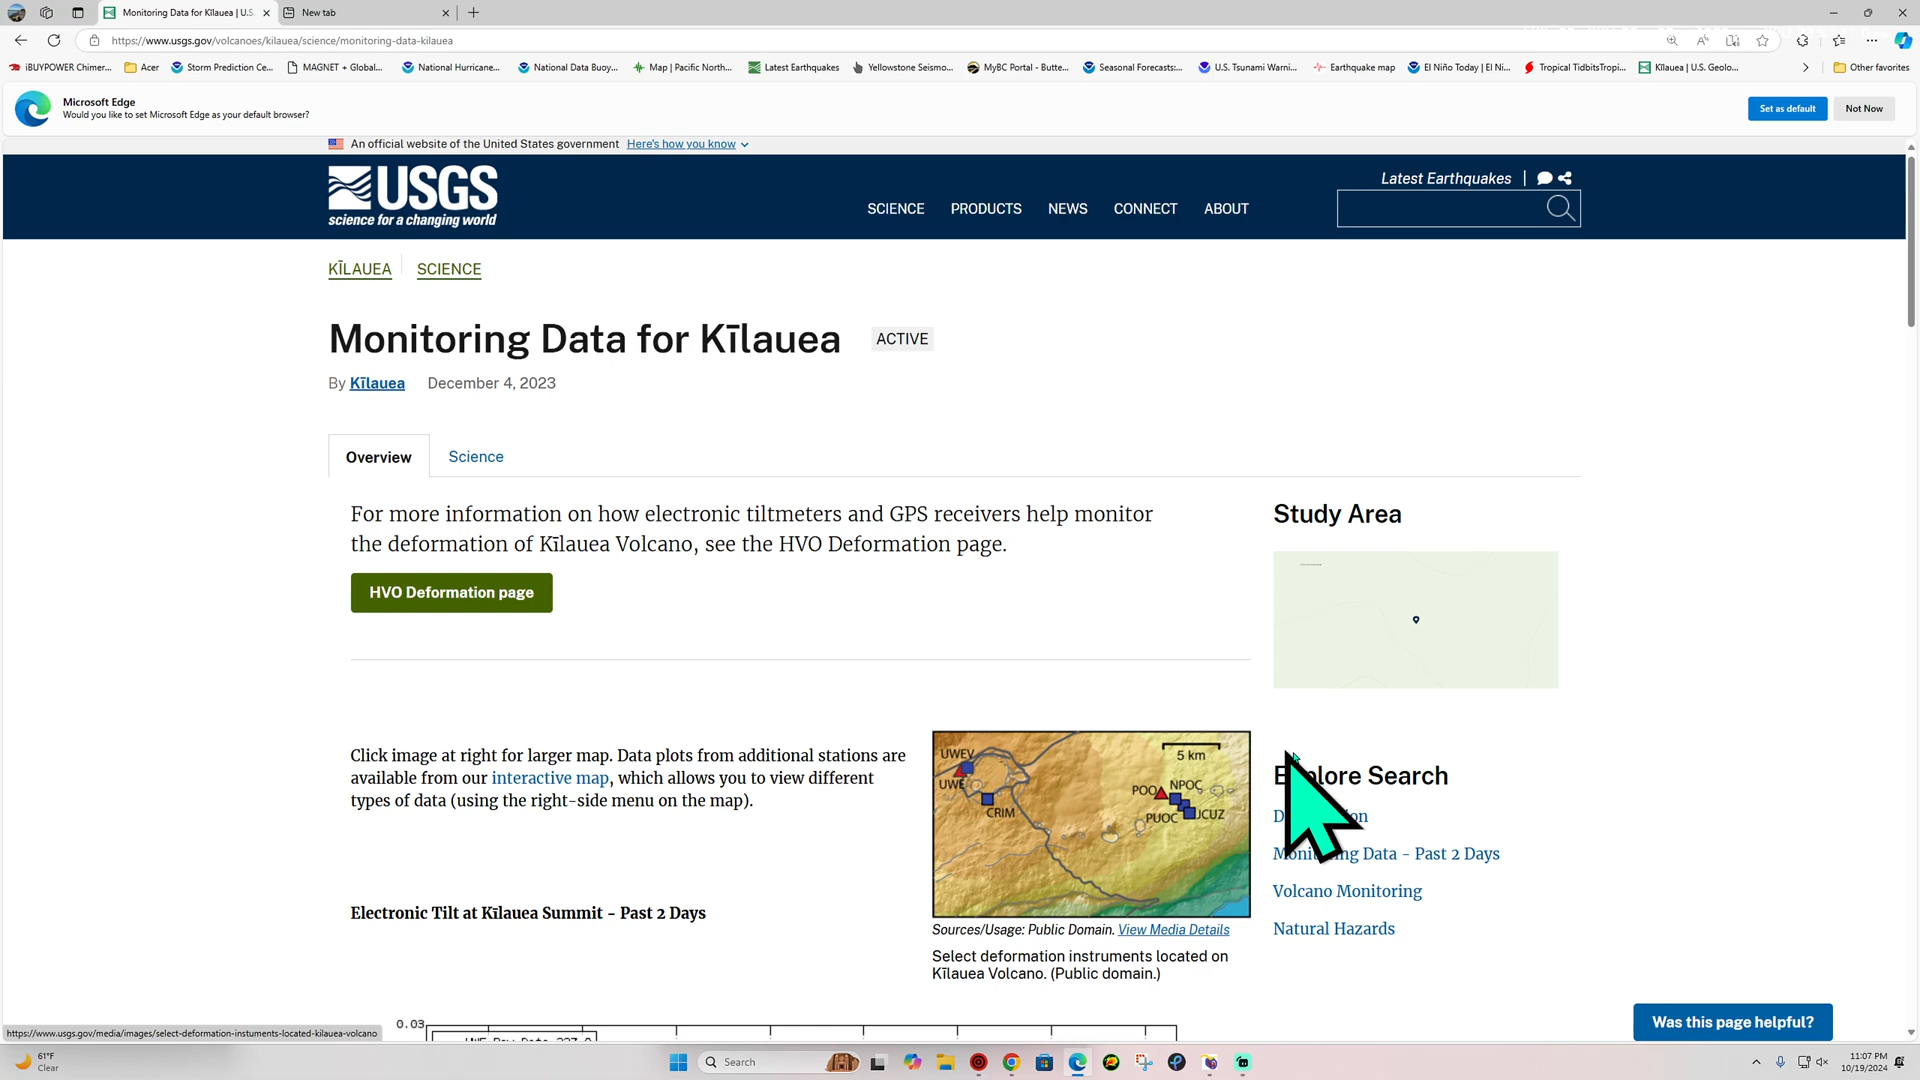 Monitoring Data for Kīlauea | U.S.
New tab
https://www.usgs.gov/volcanoes/kilauea/science/monitoring-data-kilauea
iBUYPOWER Chimer...
Acer
Storm Prediction Ce...
MAGNET + Global...
National Hurricane...
National Data Buoy...
Map | Pacific North...
Latest Earthquakes
Yellowstone Seismo...
MyBC Portal - Butte...
Seasonal Forecasts:...
U.S. Tsunami Warni...
Earthquake map
El Niño Today | El Ni...
Tropical TidbitsTropi...
Kīlauea | U.S. Geolo...
Other favorites
Microsoft Edge
Would you like to set Microsoft Edge as your default browser?
Set as default
Not Now
An official website of the United States government Here's how you know
USGS
science for a changing world
SCIENCE PRODUCTS NEWS CONNECT ABOUT
Latest Earthquakes
KĪLAUEA SCIENCE
Monitoring Data for Kīlauea ACTIVE
By Kīlauea December 4, 2023
Overview Science
For more information on how electronic tiltmeters and GPS receivers help monitor
the deformation of Kīlauea Volcano, see the HVO Deformation page.
HVO Deformation page
Study Area
Click image at right for larger map. Data plots from additional stations are
available from our interactive map, which allows you to view different
types of data (using the right-side menu on the map).
Electronic Tilt at Kīlauea Summit - Past 2 Days
UWEV
UWE
CRIM
5 km
POO
NPOC
PUOC
JCUZ
Sources/Usage: Public Domain. View Media Details
Select deformation instruments located on
Kīlauea Volcano. (Public domain.)
Search
Data - Past 2 Days
Volcano Monitoring
Natural Hazards
0.03
Was this page helpful?
https://www.usgs.gov/media/images/select-deformation-instuments-located-kilauea-volcano
61°F
Clear
Search
11:07 PM
10/19/2024